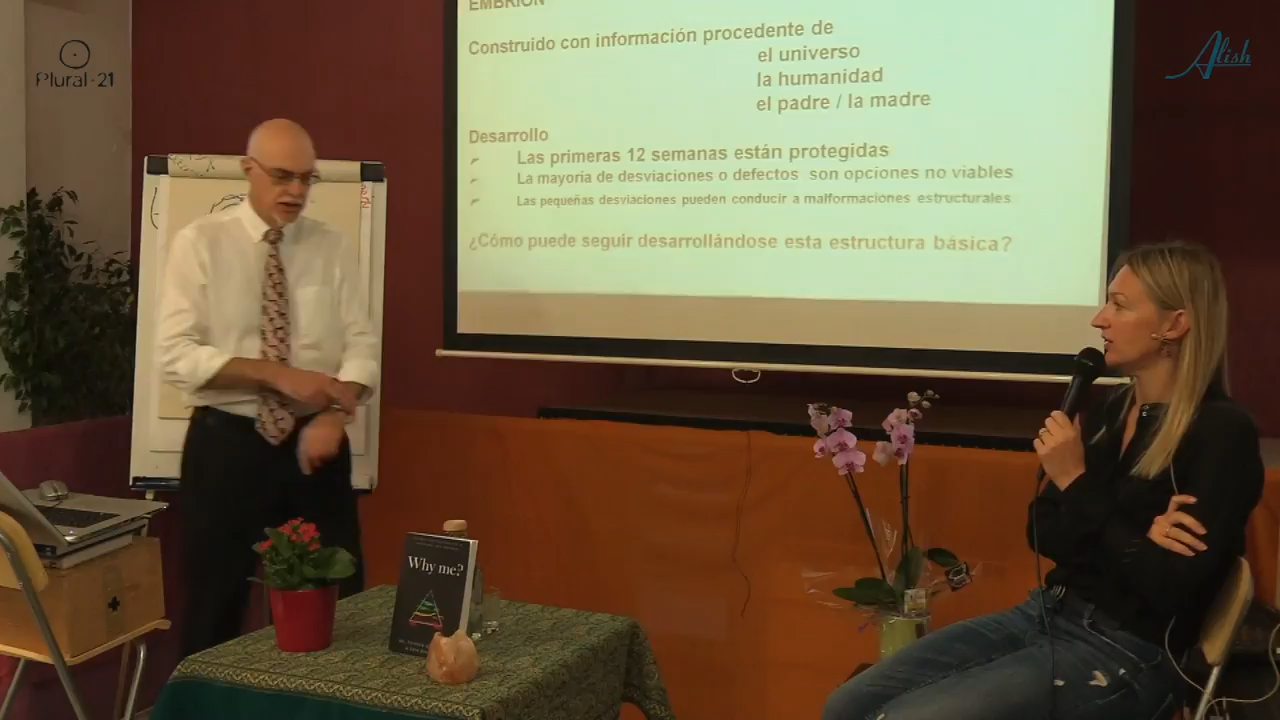 EMBRIÓN
Construido con información procedente de
el universo
la humanidad
el padre / la madre
Desarrollo
Las primeras 12 semanas están protegidas
La mayoría de desviaciones o defectos son opciones no viables
Las pequeñas desviaciones pueden conducir a malformaciones estructurales
¿Cómo puede seguir desarrollándose esta estructura básica?
Plural-21
Alish
Why me?